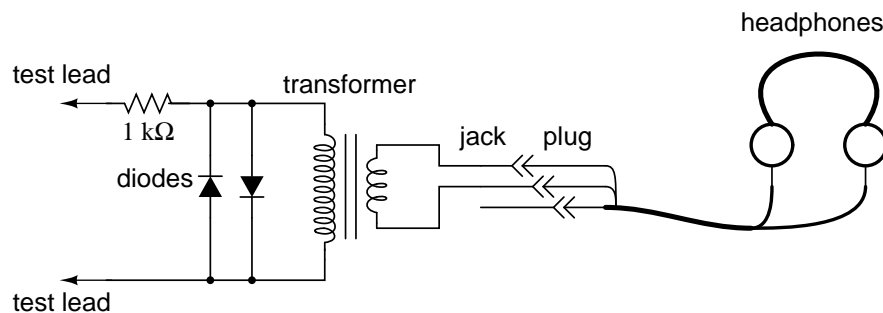 headphones
test lead
transformer
1 kΩ
jack
plug
diodes
test lead